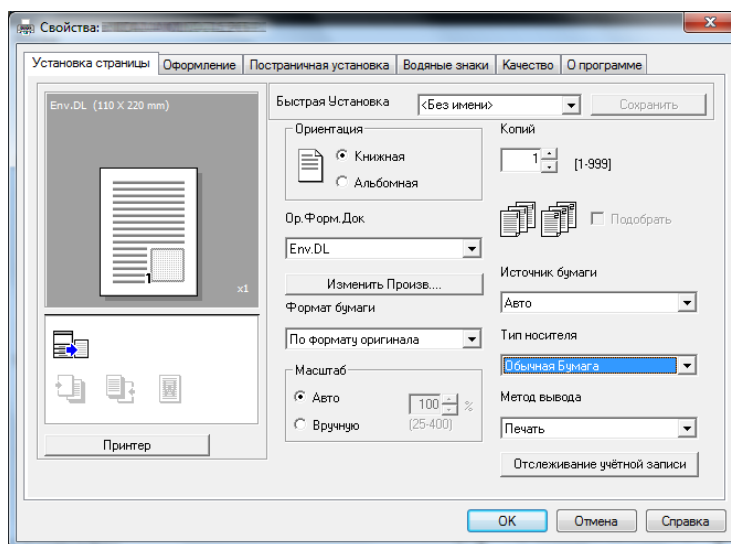 Свойства:
Установка страницы
Оформление
Постраничная установка
Водяные знаки
Качество
О программе
Env.DL (110 X 220 mm)
1
x1
Принтер
Быстрая Установка
<Без имени>
Сохранить
Ориентация
Книжная
Альбомная
Ор.Форм.Док
Env.DL
Изменить Произв....
Формат бумаги
По формату оригинала
Масштаб
Авто
100 %
Вручную
(25-400)
Копий
1 [1-999]
Подобрать
Источник бумаги
Авто
Тип носителя
Обычная Бумага
Метод вывода
Печать
Отслеживание учётной записи
OK
Отмена
Справка